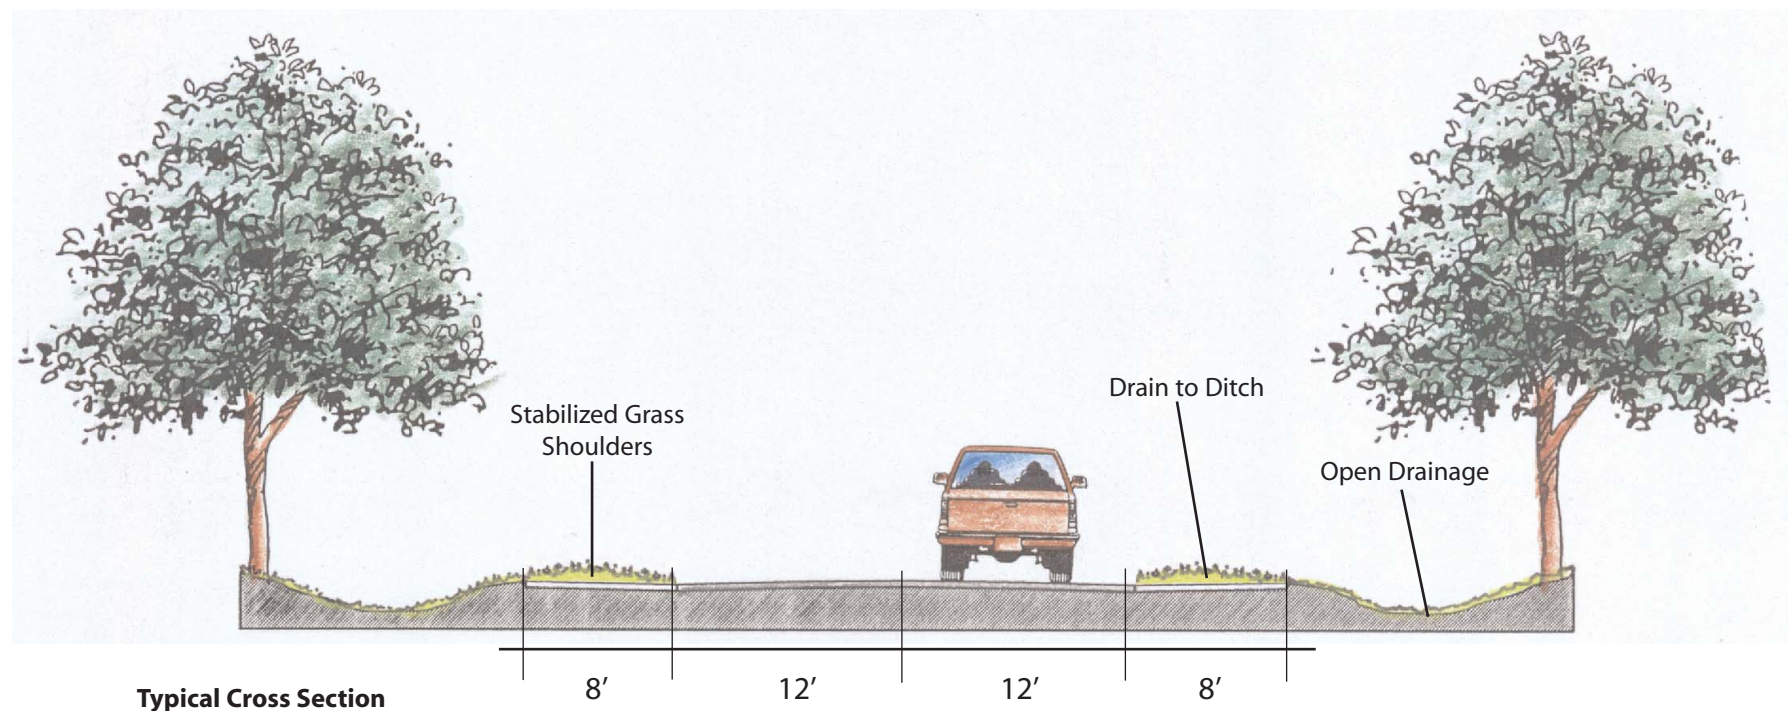 Drain to Ditch
Stabilized Grass
Shoulders
Open Drainage
8’
12’
12’
8’
Typical Cross Section